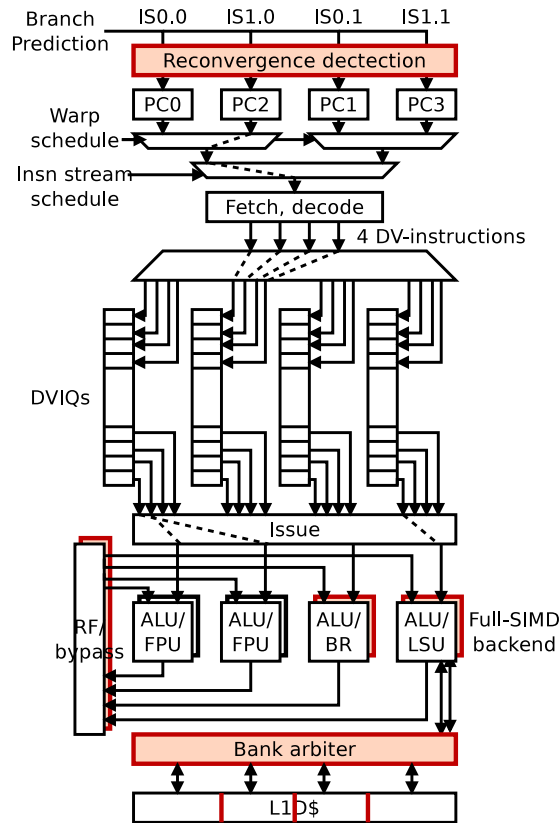 Branch Prediction
IS0.0 IS1.0 IS0.1 IS1.1
Reconvergence dectection
PC0 PC2 PC1 PC3
Warp schedule
Insn stream schedule
Fetch, decode
4 DV-instructions
DVIQs
Issue
RF/
bypass
ALU/ ALU/ ALU/ ALU/
FPU FPU BR LSU
Full-SIMD
backend
Bank arbiter
L1D$